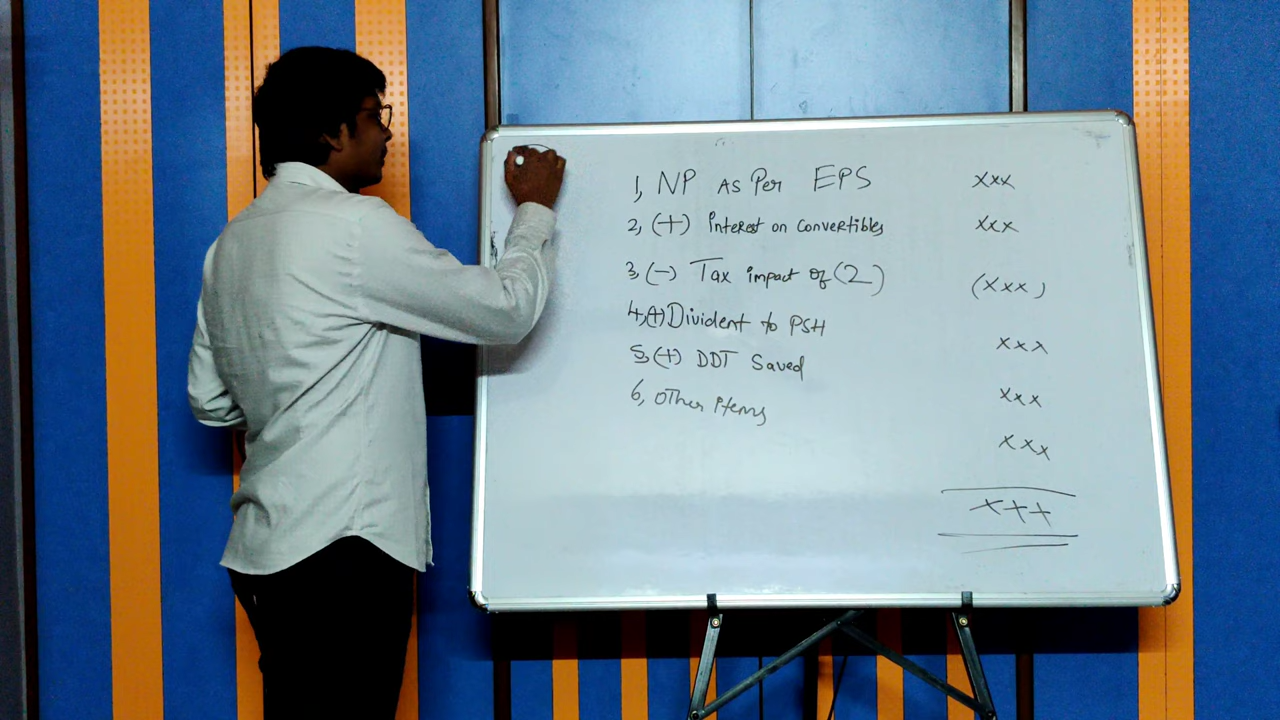 1, NP As Per EPS xxx
2, (+) Interest on convertibles xxx
3, (-) Tax impact of (2) (xxx)
4, (+) Divident to PSH xxx
5, (+) DDT Saved xxx
6, other items xxx
xxx